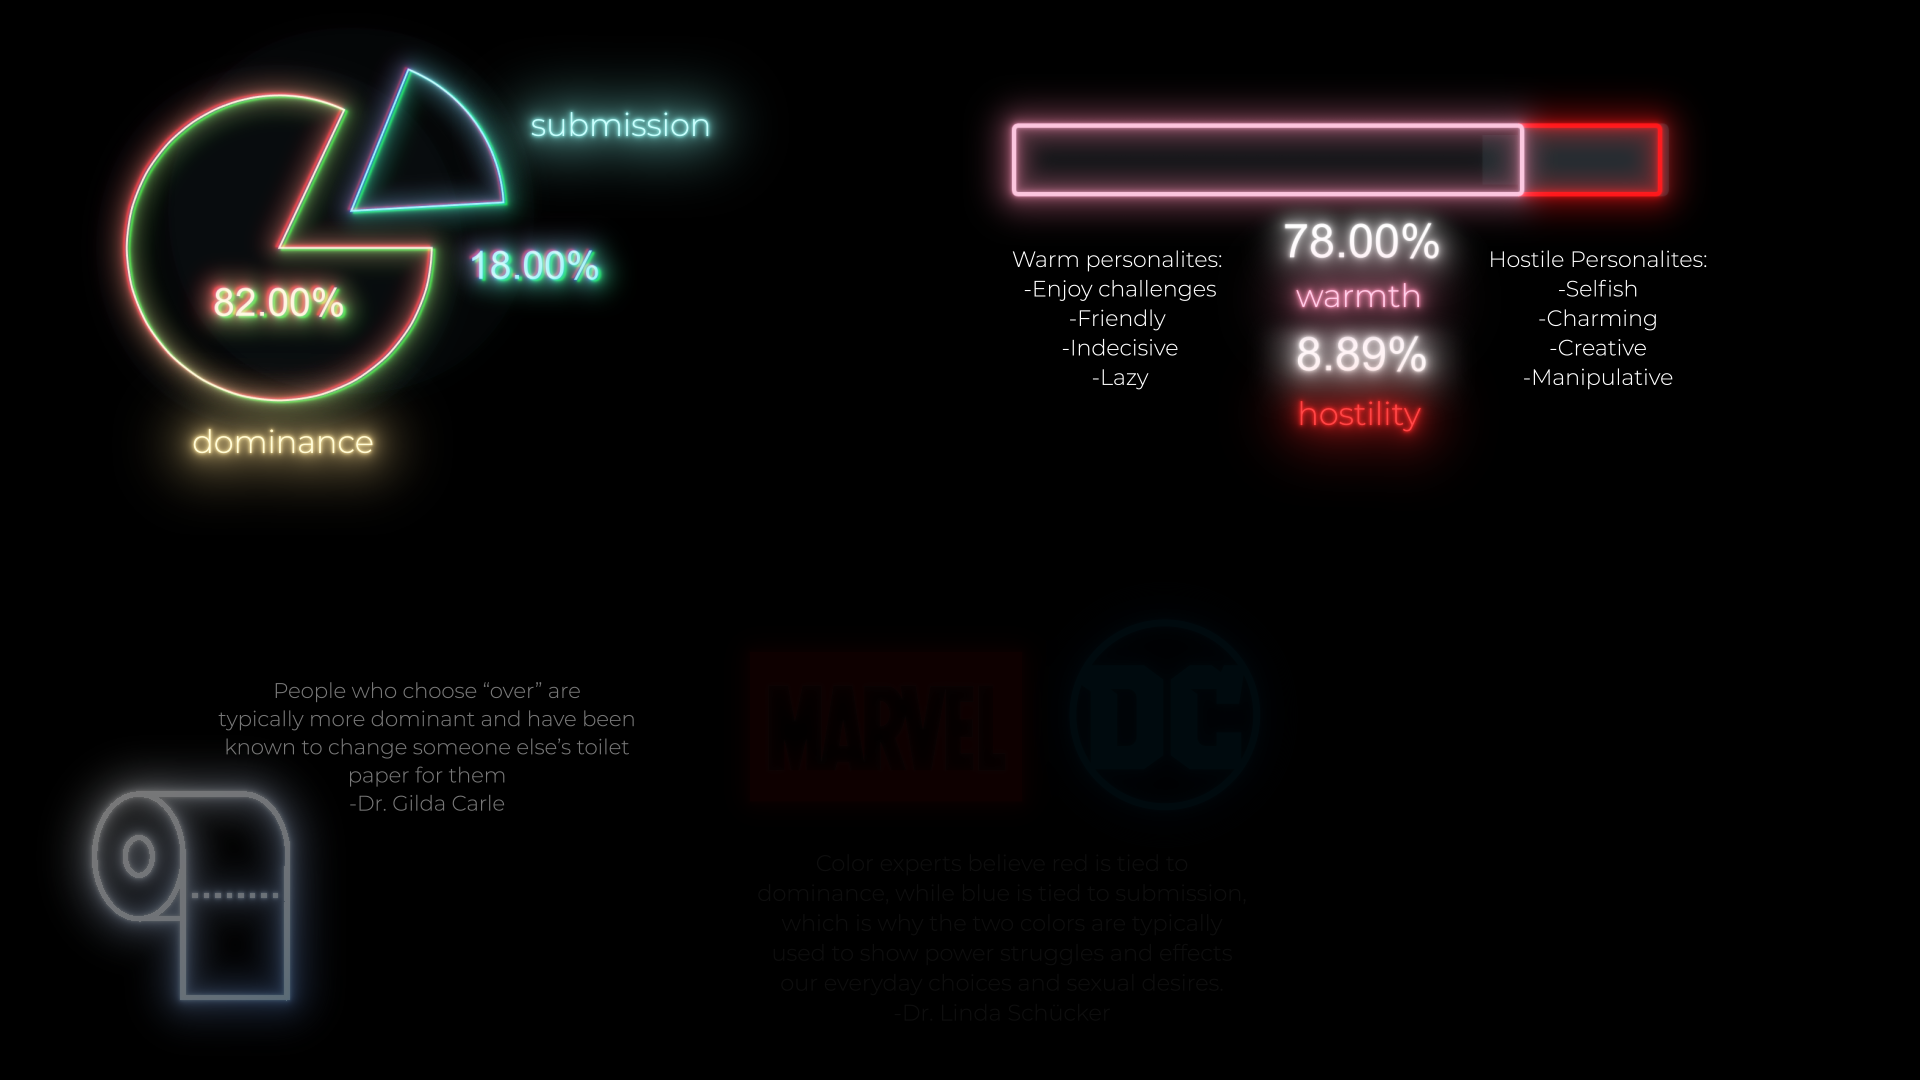 submission
18.00%
82.00%
dominance
78.00%
warmth
8.89%
hostility
Warm personalites:
-Enjoy challenges
-Friendly
-Indecisive
-Lazy
Hostile Personalites:
-Selfish
-Charming
-Creative
-Manipulative
People who choose “over” are
typically more dominant and have been
known to change someone else’s toilet
paper for them
-Dr. Gilda Carle
MARVEL
DC
Color experts believe red is tied to
dominance, while blue is tied to submission,
which is why the two colors are typically
used to show power struggles and effects
our everyday choices and sexual desires.
-Dr. Linda Schücker